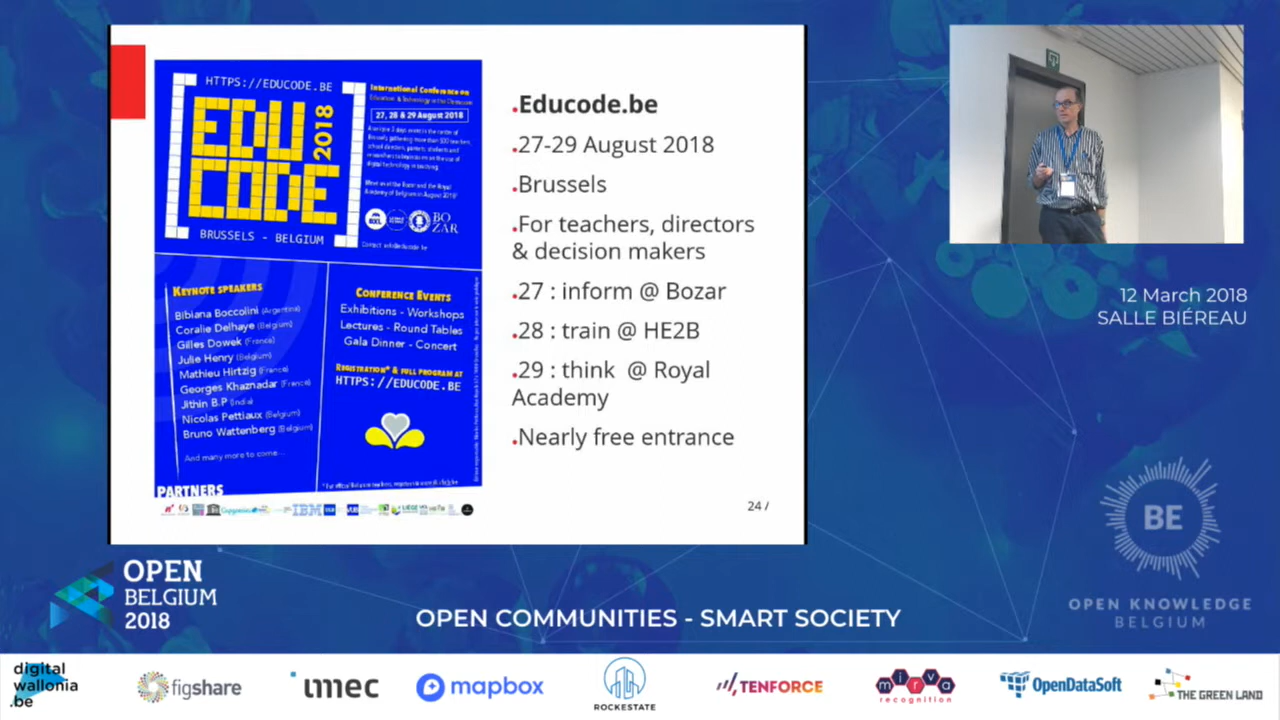 HTTPS://EDUCODE.BE
EDU
CODE
2018
BRUSSELS - BELGIUM
International Conference on
Education & Technology in the Classroom
27, 28 & 29 August 2018
BO
ZAR
KEYNOTE SPEAKERS
Bibiana Boccolini (Argentina)
Coralie Delhaye (Belgium)
Gilles Dowek (France)
Julie Henry (Belgium)
Mathieu Hirtzig (France)
Georges Khaznadar (France)
Jithin B.P (India)
Nicolas Pettiaux (Belgium)
Bruno Wattenberg (Belgium)
And many more to come...
CONFERENCE EVENTS
Exhibitions - Workshops
Lectures - Round Tables
Gala Dinner - Concert
REGISTRATION* & FULL PROGRAM AT
HTTPS://EDUCODE.BE
PARTNERS
IBM
.Educode.be
.27-29 August 2018
.Brussels
.For teachers, directors
& decision makers
.27 : inform @ Bozar
.28 : train @ HE2B
.29 : think @ Royal
Academy
.Nearly free entrance
24 /
12 March 2018
SALLE BIÉREAU
BE
OPEN KNOWLEDGE
BELGIUM
OPEN
BELGIUM
2018
OPEN COMMUNITIES - SMART SOCIETY
digital
wallonia
.be
figshare
imec
mapbox
ROCKESTATE
TENFORCE
mirva
recognition
OpenDataSoft
THE GREEN LAND